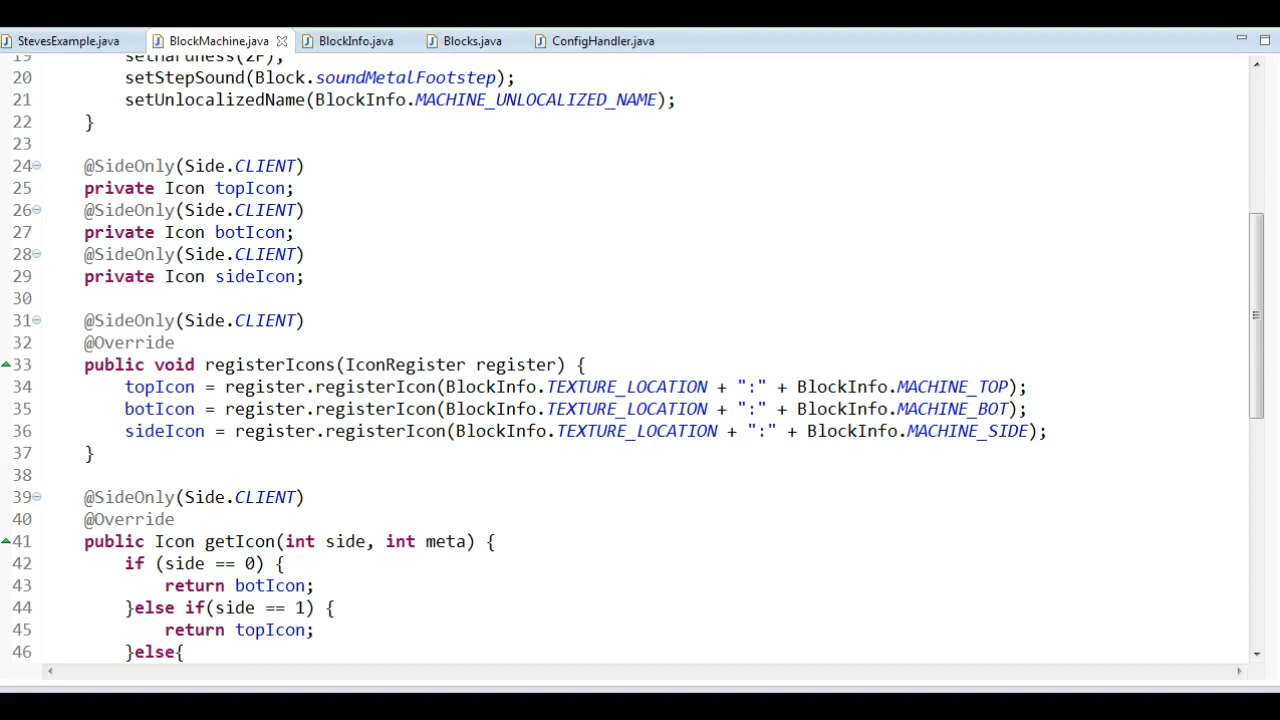 StevesExample.java BlockMachine.java BlockInfo.java Blocks.java ConfigHandler.java
19 setHardness(2F);
20 setStepSound(Block.soundMetalFootstep);
21 setUnlocalizedName(BlockInfo.MACHINE_UNLOCALIZED_NAME);
22 }
23
24 @SideOnly(Side.CLIENT)
25 private Icon topIcon;
26 @SideOnly(Side.CLIENT)
27 private Icon botIcon;
28 @SideOnly(Side.CLIENT)
29 private Icon sideIcon;
30
31 @SideOnly(Side.CLIENT)
32 @Override
33 public void registerIcons(IconRegister register) {
34 topIcon = register.registerIcon(BlockInfo.TEXTURE_LOCATION + ":" + BlockInfo.MACHINE_TOP);
35 botIcon = register.registerIcon(BlockInfo.TEXTURE_LOCATION + ":" + BlockInfo.MACHINE_BOT);
36 sideIcon = register.registerIcon(BlockInfo.TEXTURE_LOCATION + ":" + BlockInfo.MACHINE_SIDE);
37 }
38
39 @SideOnly(Side.CLIENT)
40 @Override
41 public Icon getIcon(int side, int meta) {
42 if (side == 0) {
43 return botIcon;
44 }else if(side == 1) {
45 return topIcon;
46 }else{